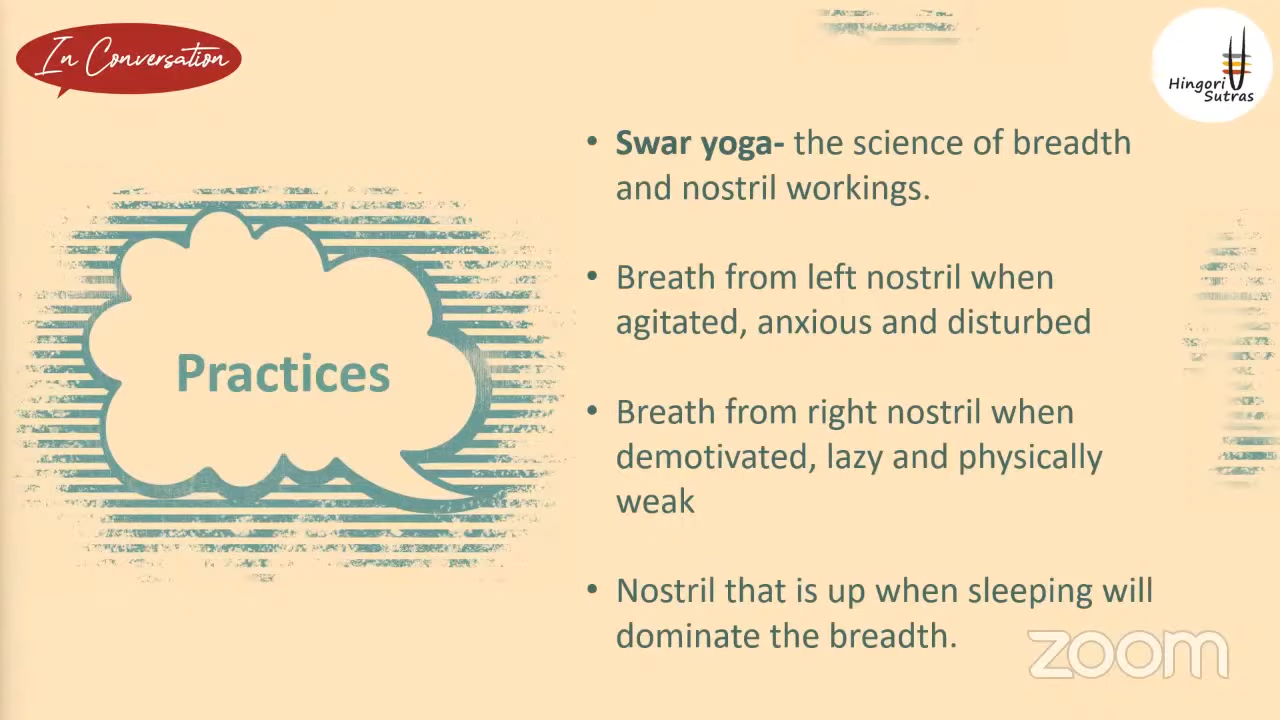 In Conversation
Hingori
Sutras
• Swar yoga- the science of breadth
and nostril workings.
• Breath from left nostril when
agitated, anxious and disturbed
Practices
• Breath from right nostril when
demotivated, lazy and physically
weak
• Nostril that is up when sleeping will
dominate the breadth.
zoom